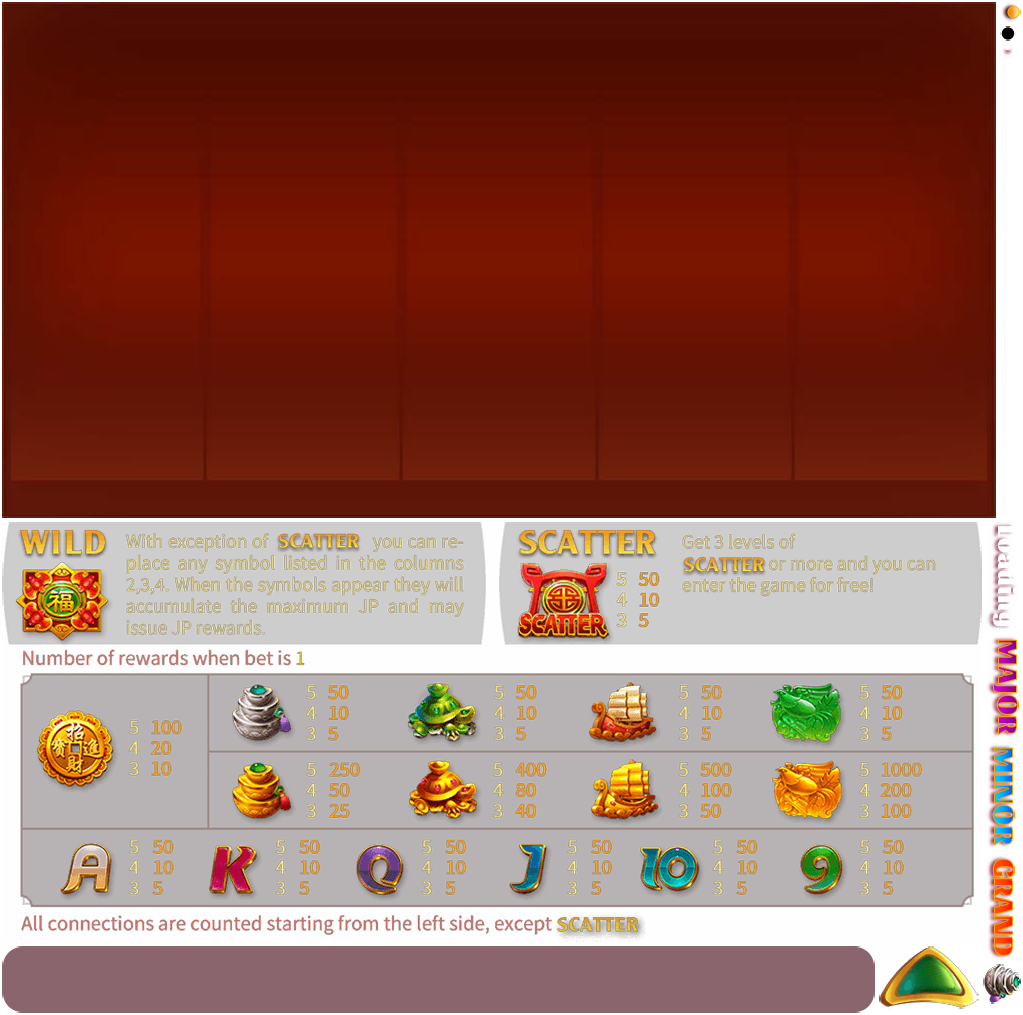 WILD
福
With exception of SCATTER you can re-
place any symbol listed in the columns
2,3,4. When the symbols appear they will
accumulate the maximum JP and may
issue JP rewards.
SCATTER
SCATTER
5 50
4 10
3 5
Get 3 levels of
SCATTER or more and you can
enter the game for free!
Number of rewards when bet is 1
招財進寶
5 100
4 20
3 10
5 50
4 10
3 5
5 50
4 10
3 5
5 50
4 10
3 5
5 50
4 10
3 5
5 250
4 50
3 25
5 400
4 80
3 40
5 500
4 100
3 50
5 1000
4 200
3 100
A
5 50
4 10
3 5
K
5 50
4 10
3 5
Q
5 50
4 10
3 5
J
5 50
4 10
3 5
10
5 50
4 10
3 5
9
5 50
4 10
3 5
All connections are counted starting from the left side, except SCATTER
Loading
MAJOR
MINOR
GRAND